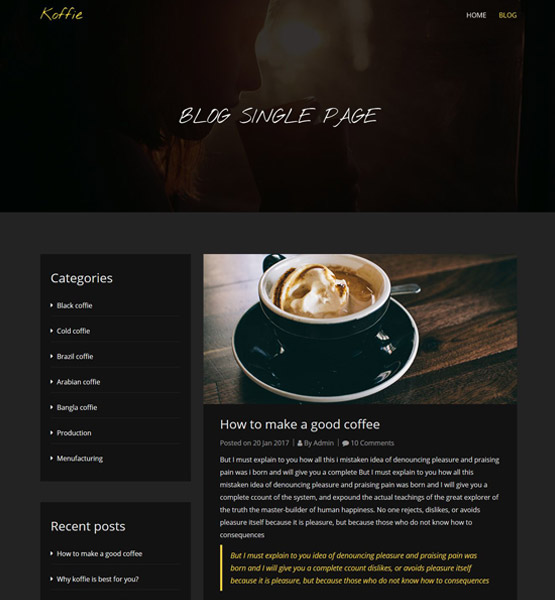 Koffie
HOME
BLOG
BLOG SINGLE PAGE
Categories
Black coffie
Cold coffie
Brazil coffie
Arabian coffie
Bangla coffie
Production
Menufacturing
Recent posts
How to make a good coffee
Why koffie is best for you?
How to make a good coffee
Posted on 20 Jan 2017 | By Admin | 10 Comments
But I must explain to you how all this i mistaken idea of denouncing pleasure and praising
pain was i born and will give you a complete But I must explain to you how all this
mistaken idea of denouncing pleasure and praising pain was born and I will give you a
complete ccount of the system, and expound the actual teachings of the great explorer of
the truth the master-builder of human happiness. No one rejects, dislikes, or avoids
pleasure itself because it is pleasure, but because those who do not know how to
consequences
But I must explain to you idea of denouncing pleasure and praising pain was
born and I will give you a complete ccount dislikes, or avoids pleasure itself
because it is pleasure, but because those who do not know how to consequences